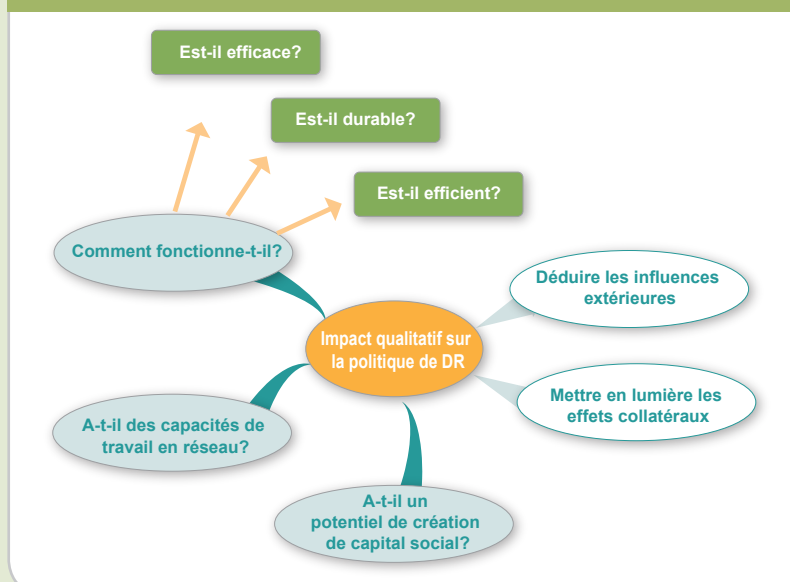 Est-il efficace?
Est-il durable?
Est-il efficient?
Comment fonctionne-t-il?
Déduire les influences
extérieures
Impact qualitatif sur
la politique de DR
Mettre en lumière les
effets collatéraux
A-t-il des capacités de
travail en réseau?
A-t-il un
potentiel de création
de capital social?